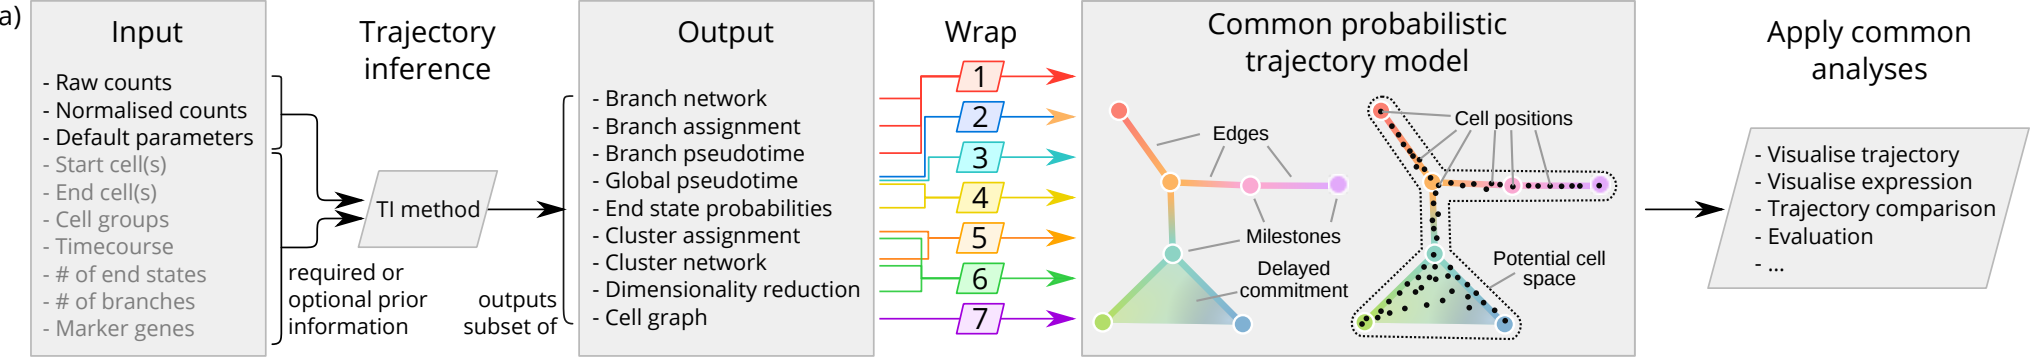 a)
Input
- Raw counts
- Normalised counts
- Default parameters
- Start cell(s)
- End cell(s)
- Cell groups
- Timecourse
- # of end states
- # of branches
- Marker genes
Trajectory
inference
required or
optional prior
information
TI method
outputs
subset of
Output
- Branch network
- Branch assignment
- Branch pseudotime
- Global pseudotime
- End state probabilities
- Cluster assignment
- Cluster network
- Dimensionality reduction
- Cell graph
Wrap
1
2
3
4
5
6
7
Common probabilistic
trajectory model
Edges
Milestones
Delayed
commitment
Cell positions
Potential cell
space
Apply common
analyses
- Visualise trajectory
- Visualise expression
- Trajectory comparison
- Evaluation
- ...